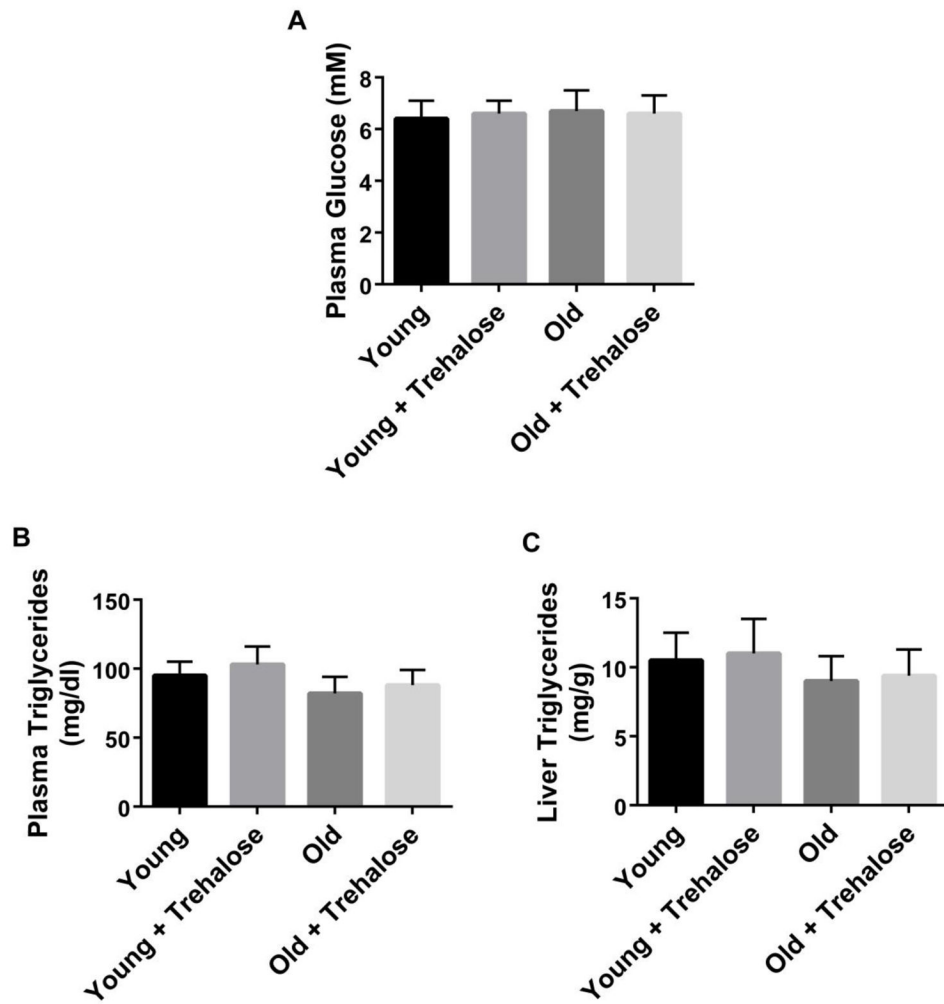 A
Plasma Glucose (mM)
8
6
4
2
0
Young
Young + Trehalose
Old
Old + Trehalose
B
Plasma Triglycerides
(mg/dl)
150
100
50
0
Young
Young + Trehalose
Old
Old + Trehalose
C
Liver Triglycerides
(mg/g)
15
10
5
0
Young
Young + Trehalose
Old
Old + Trehalose